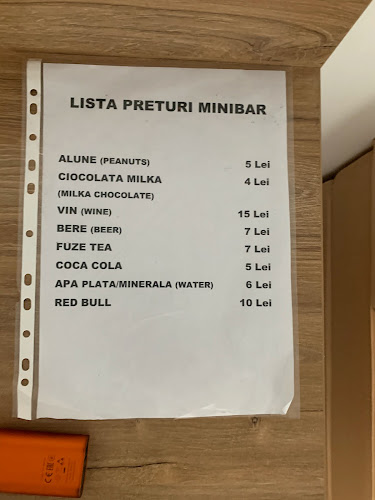 LISTA PRETURI MINIBAR
ALUNE (PEANUTS) 5 Lei
CIOCOLATA MILKA 4 Lei
(MILKA CHOCOLATE)
VIN (WINE) 15 Lei
BERE (BEER) 7 Lei
FUZE TEA 7 Lei
COCA COLA 5 Lei
APA PLATA/MINERALA (WATER) 6 Lei
RED BULL 10 Lei